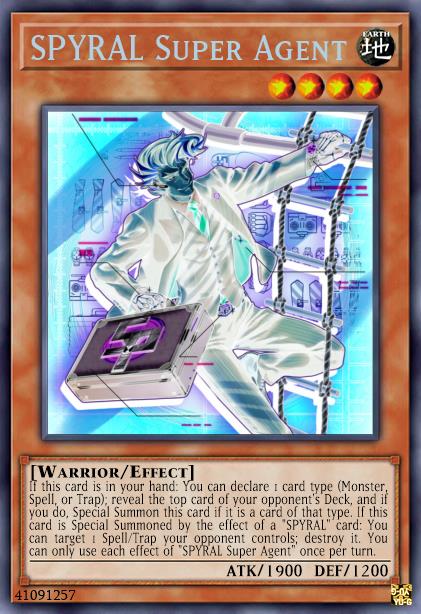 SPYRAL Super Agent
EARTH
地
[Warrior/Effect]
If this card is in your hand: You can declare 1 card type (Monster,
Spell, or Trap); reveal the top card of your opponent's Deck, and if
you do, Special Summon this card if it is a card of that type. If this
card is Special Summoned by the effect of a "SPYRAL" card: You
can target 1 Spell/Trap your opponent controls; destroy it. You
can only use each effect of "SPYRAL Super Agent" once per turn.
ATK/1900 DEF/1200
41091257